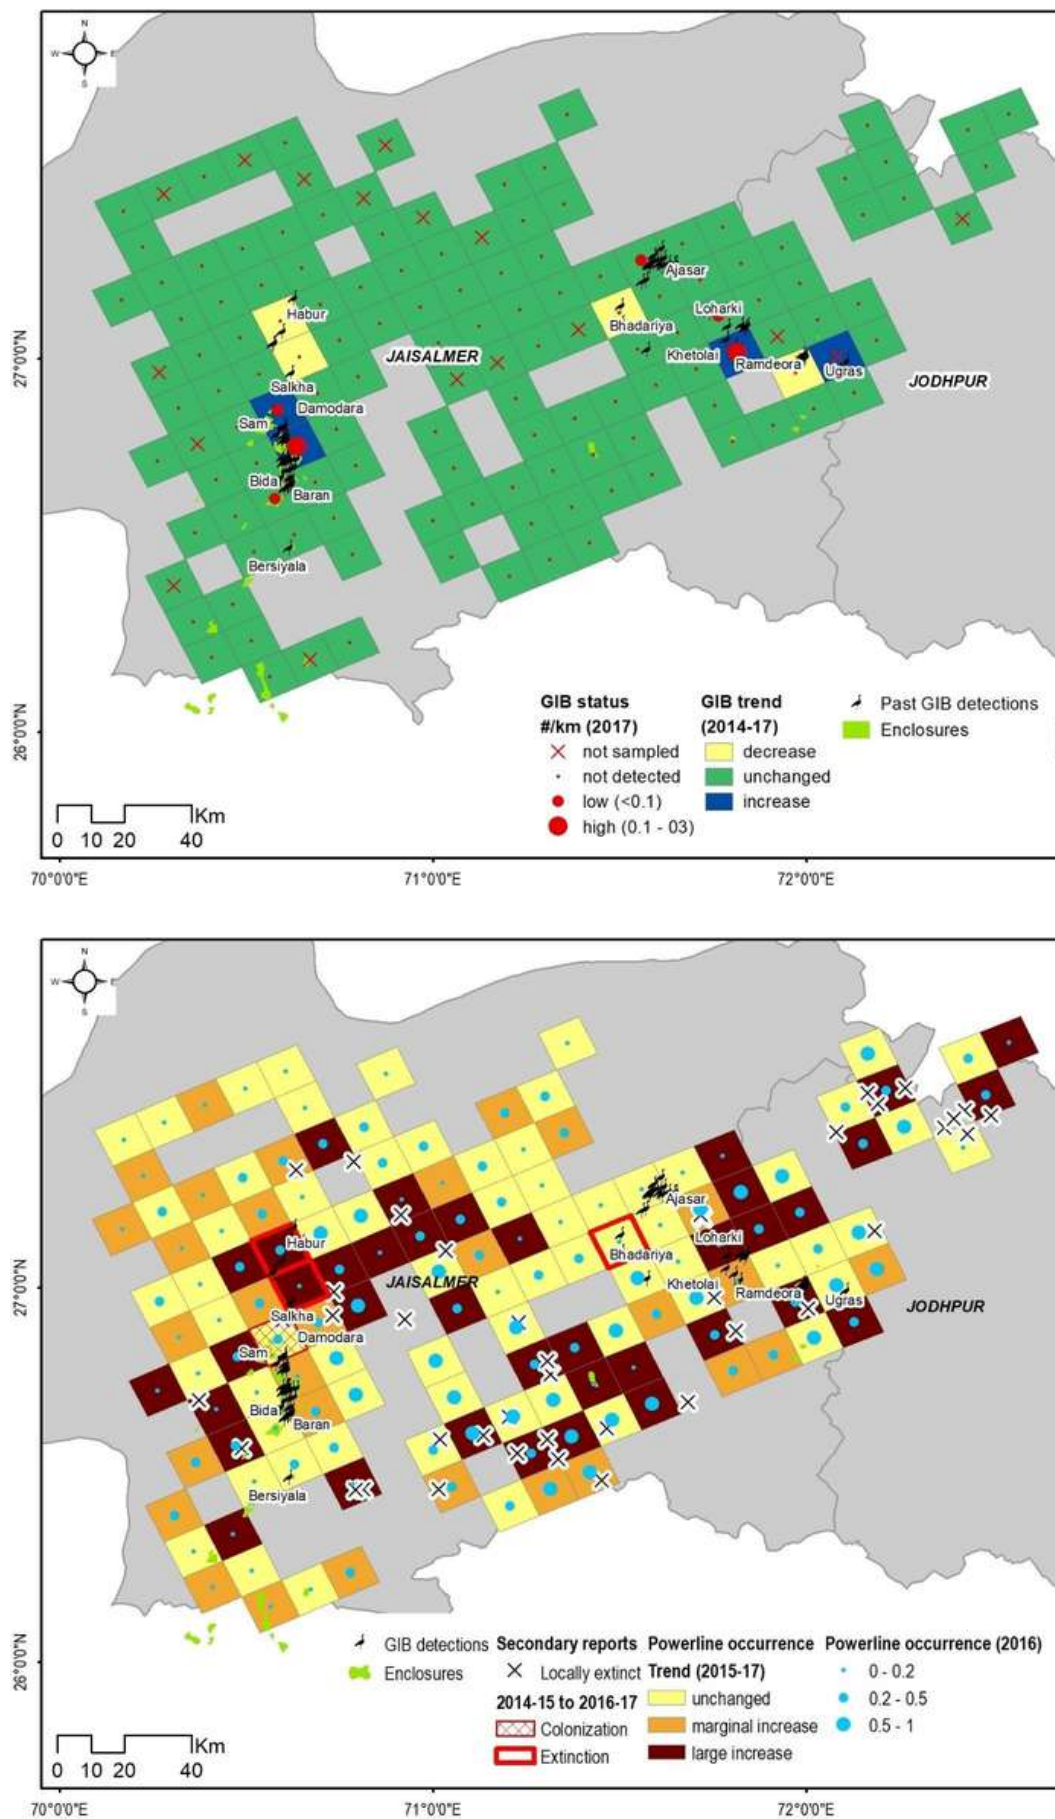 N
W E
S
Ajasar
Habur
Loharki
Bhadariya
JAISALMER
Khetolai
Ramdeora
Ugras
Salkha
JODHPUR
Damodara
Sam
Bida
Baran
Bersiyala
27°0'0"N
26°0'0"N
GIB status
#/km (2017)
not sampled
not detected
low (<0.1)
high (0.1 - 03)
GIB trend
(2014-17)
decrease
unchanged
increase
Past GIB detections
Enclosures
Km
0 10 20 40
70°0'0"E 71°0'0"E 72°0'0"E
N
W E
S
Ajasar
Habur
Loharki
Bhadariya
JAISALMER
Khetolai
Ramdeora
Ugras
Salkha
JODHPUR
Damodara
Sam
Bida
Baran
Bersiyala
27°0'0"N
26°0'0"N
GIB detections
Enclosures
Secondary reports
Locally extinct
2014-15 to 2016-17
Colonization
Extinction
Powerline occurrence
Trend (2015-17)
unchanged
marginal increase
large increase
Powerline occurrence (2016)
0 - 0.2
0.2 - 0.5
0.5 - 1
Km
0 10 20 40
70°0'0"E 71°0'0"E 72°0'0"E